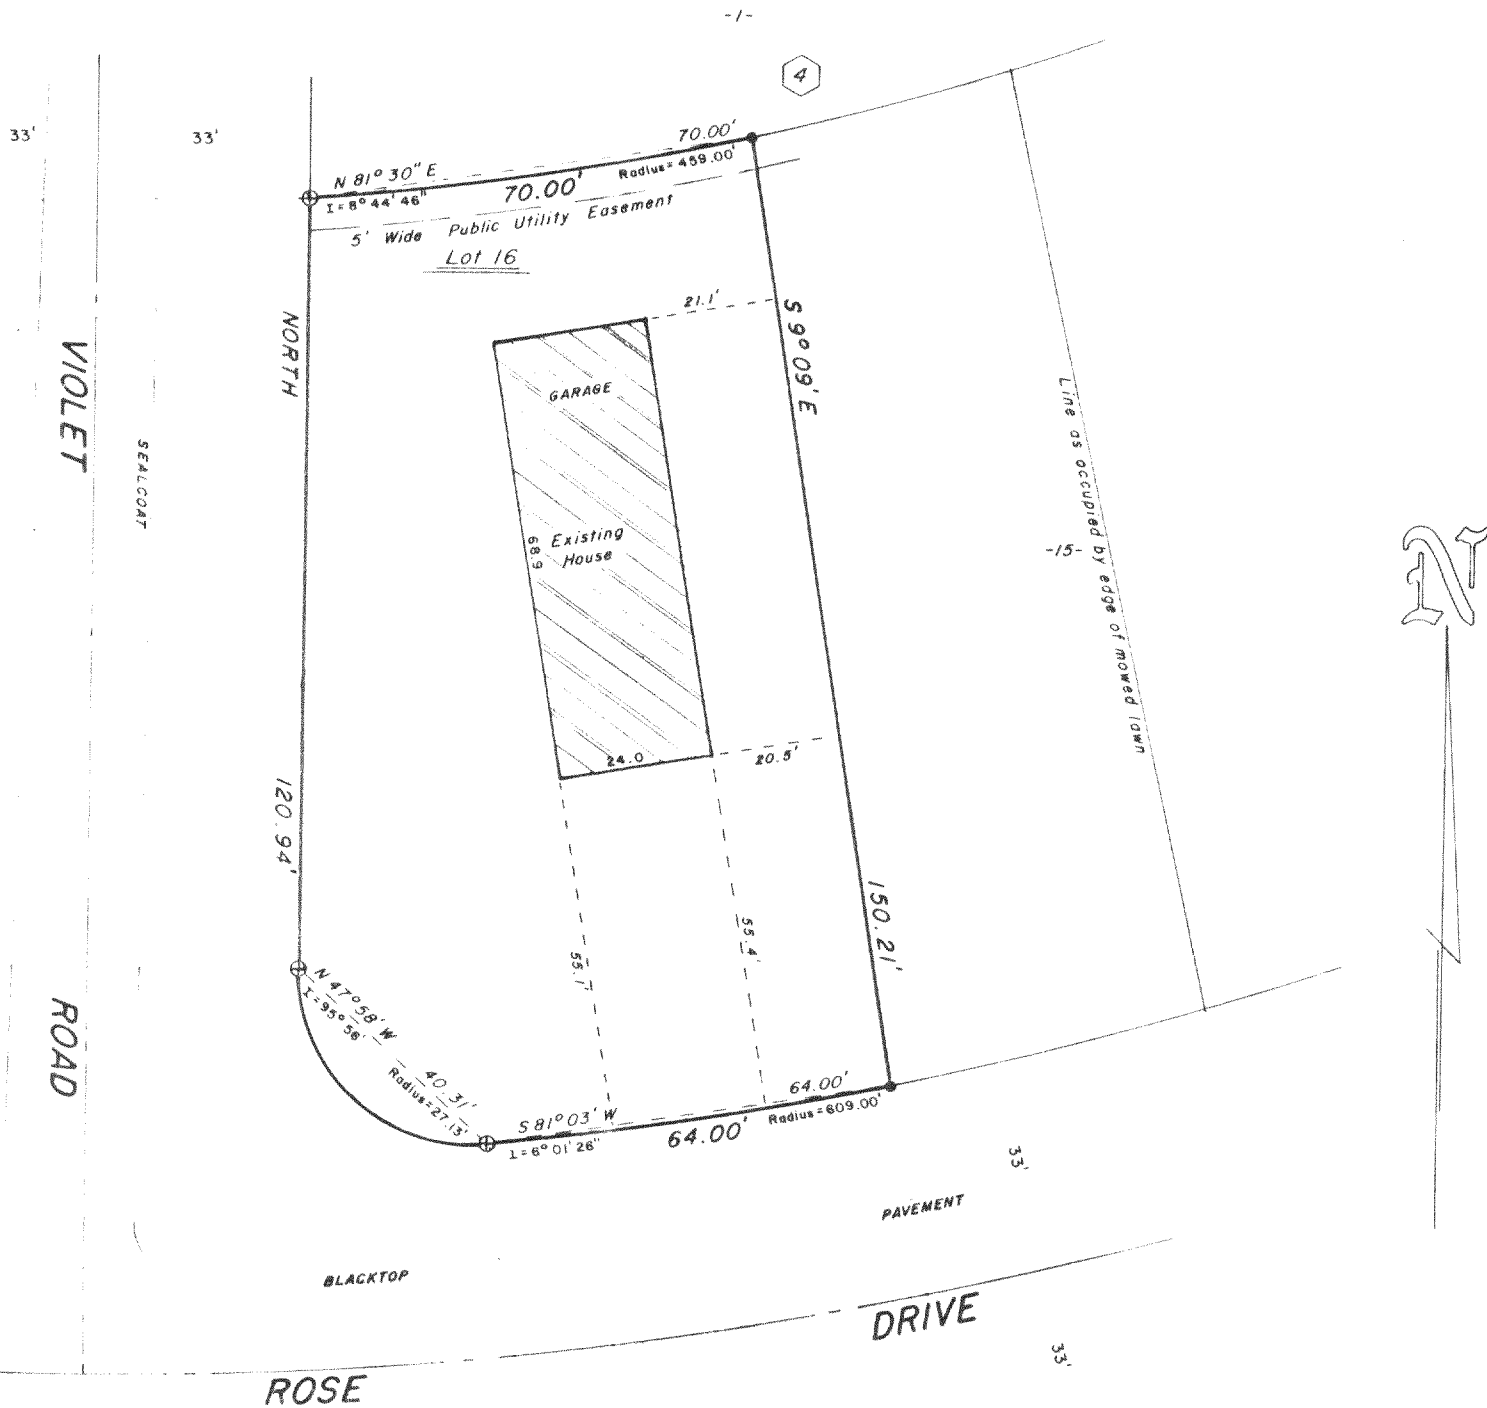 -1-
4
33'
33'
70.00'
N 81° 30" E
Radius= 459.00'
I = 8° 44' 46"
70.00'
5' Wide Public Utility Easement
Lot 16
21.1'
NORTH
S 9° 09' E
VIOLET
GARAGE
SEALCOAT
Line as occupied by edge of mowed lawn
68.9
Existing
House
-15-
N
24.0
20.5'
120.94'
150.21'
55.4'
55.1'
N 47° 58' W
I = 95° 56'
ROAD
40.31'
Radius=27.13'
64.00'
S 81° 03' W
Radius=609.00'
I = 6° 01' 26"
64.00'
33'
PAVEMENT
BLACKTOP
DRIVE
33'
ROSE